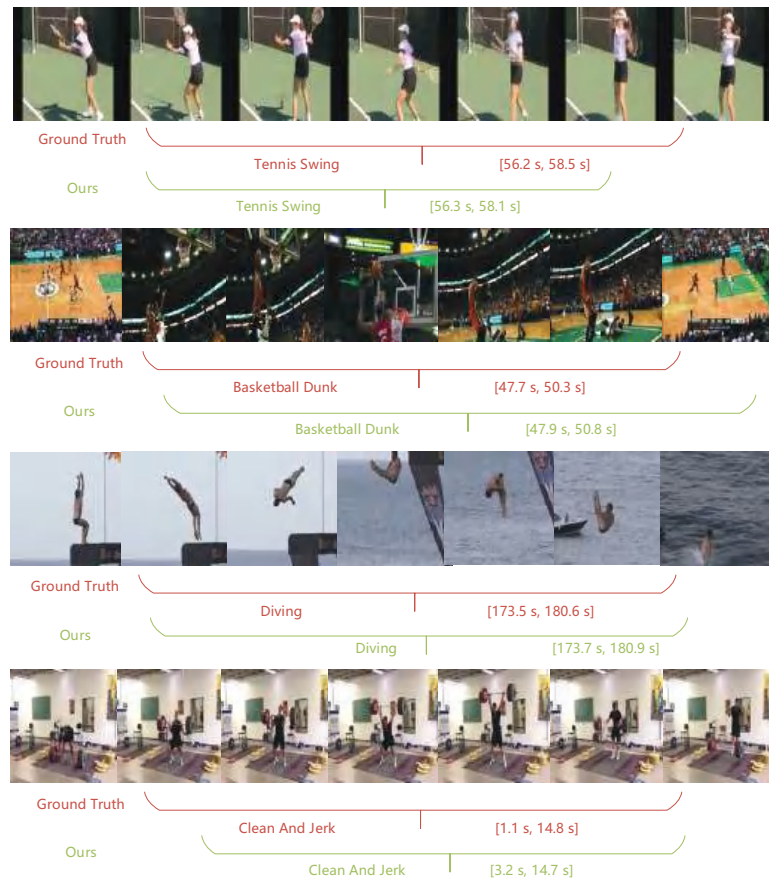 Ground Truth
Tennis Swing [56.2 s, 58.5 s]
Ours
Tennis Swing [56.3 s, 58.1 s]
Ground Truth
Basketball Dunk [47.7 s, 50.3 s]
Ours
Basketball Dunk [47.9 s, 50.8 s]
Ground Truth
Diving [173.5 s, 180.6 s]
Ours
Diving [173.7 s, 180.9 s]
Ground Truth
Clean And Jerk [1.1 s, 14.8 s]
Ours
Clean And Jerk [3.2 s, 14.7 s]